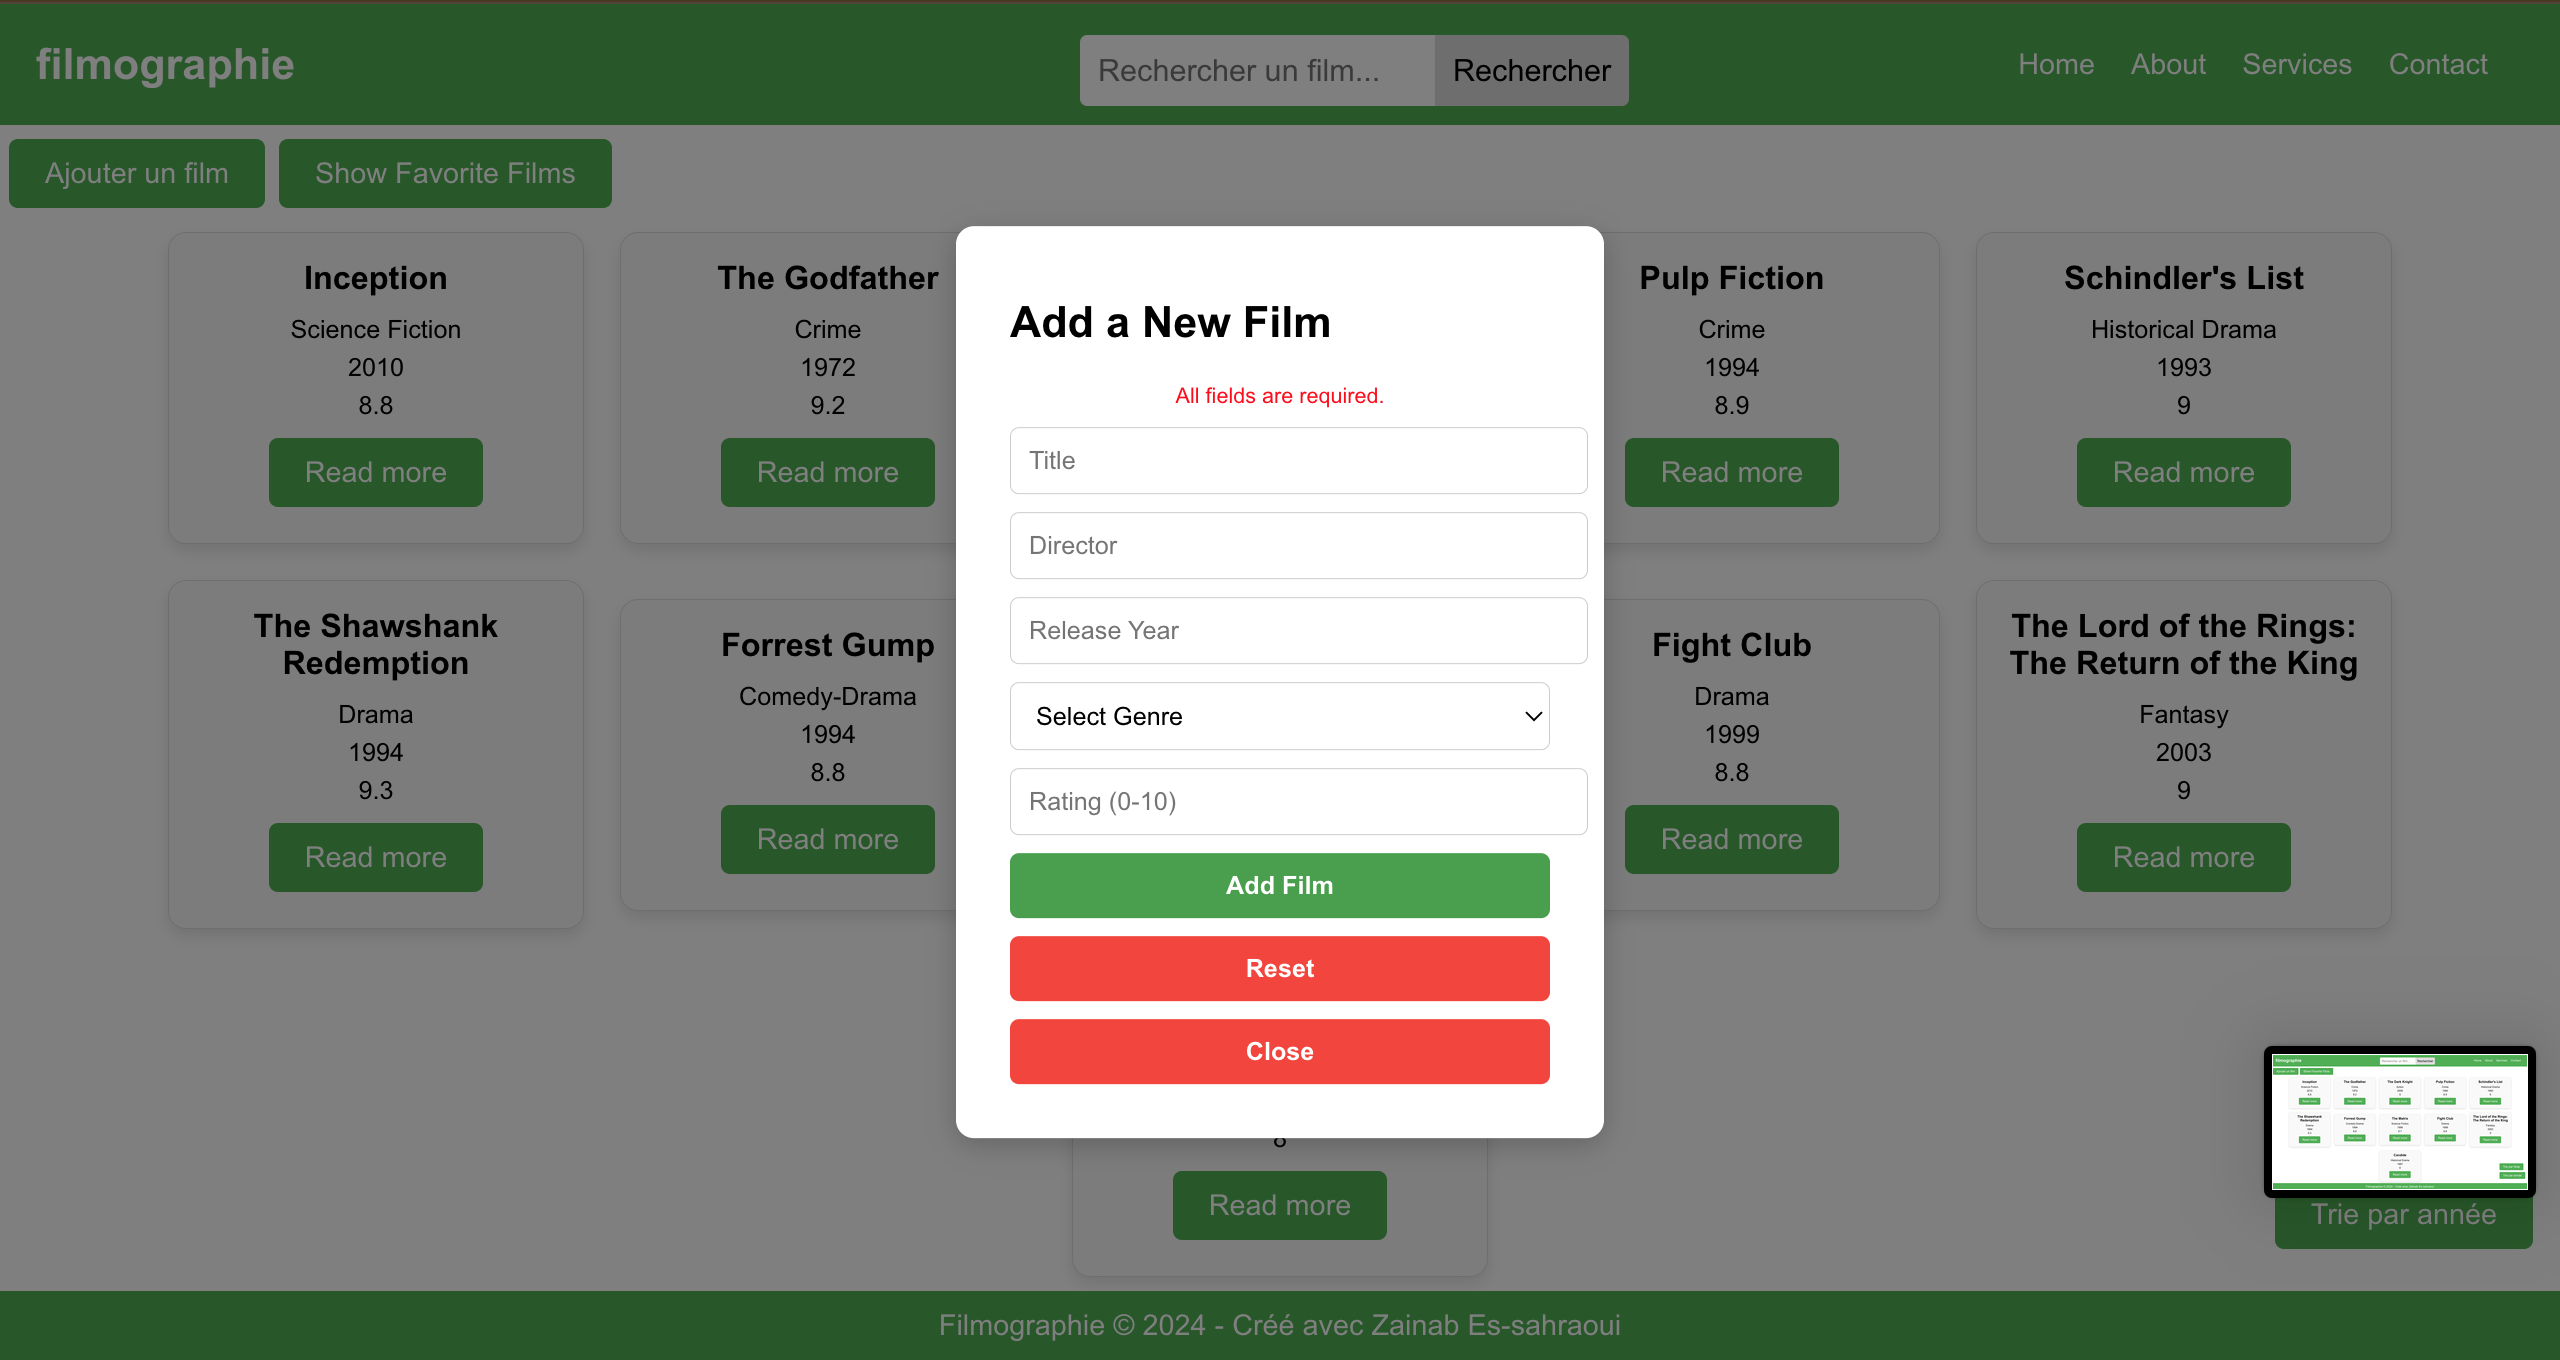 filmographie
Rechercher un film...
Rechercher
Home
About
Services
Contact
Ajouter un film
Show Favorite Films
Inception
Science Fiction
2010
8.8
Read more
The Godfather
Crime
1972
9.2
Read more
Pulp Fiction
Crime
1994
8.9
Read more
Schindler's List
Historical Drama
1993
9
Read more
The Shawshank
Redemption
Drama
1994
9.3
Read more
Forrest Gump
Comedy-Drama
1994
8.8
Read more
Fight Club
Drama
1999
8.8
Read more
The Lord of the Rings:
The Return of the King
Fantasy
2003
9
Read more
Add a New Film
All fields are required.
Title
Director
Release Year
Select Genre
Rating (0-10)
Add Film
Reset
Close
Read more
Trie par année
Filmographie © 2024 - Créé avec Zainab Es-sahraoui